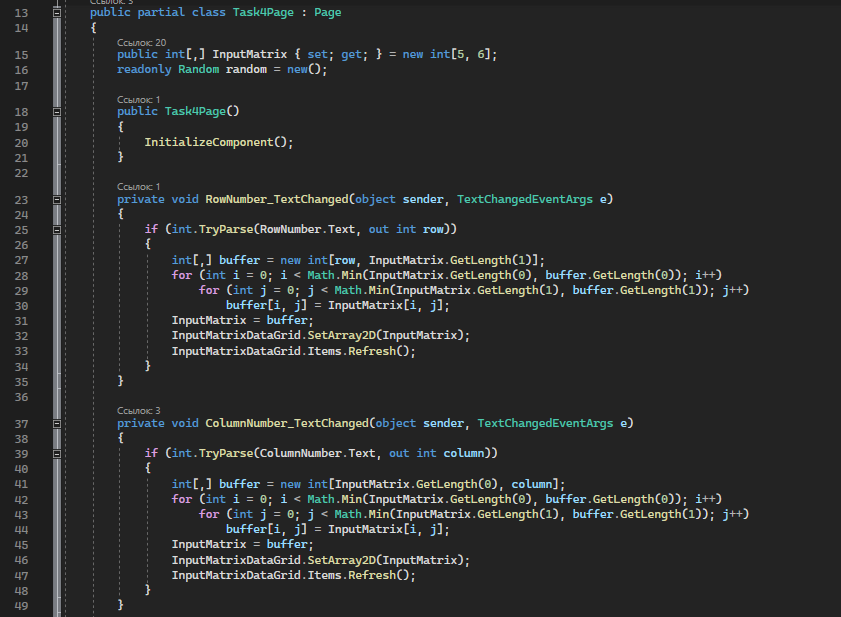 Ссылок: 3
13 public partial class Task4Page : Page
14 {
Ссылок: 20
15 public int[,] InputMatrix { set; get; } = new int[5, 6];
16 readonly Random random = new();
17
Ссылок: 1
18 public Task4Page()
19 {
20 InitializeComponent();
21 }
22
Ссылок: 1
23 private void RowNumber_TextChanged(object sender, TextChangedEventArgs e)
24 {
25 if (int.TryParse(RowNumber.Text, out int row))
26 {
27 int[,] buffer = new int[row, InputMatrix.GetLength(1)];
28 for (int i = 0; i < Math.Min(InputMatrix.GetLength(0), buffer.GetLength(0)); i++)
29 for (int j = 0; j < Math.Min(InputMatrix.GetLength(1), buffer.GetLength(1)); j++)
30 buffer[i, j] = InputMatrix[i, j];
31 InputMatrix = buffer;
32 InputMatrixDataGrid.SetArray2D(InputMatrix);
33 InputMatrixDataGrid.Items.Refresh();
34 }
35 }
36
Ссылок: 3
37 private void ColumnNumber_TextChanged(object sender, TextChangedEventArgs e)
38 {
39 if (int.TryParse(ColumnNumber.Text, out int column))
40 {
41 int[,] buffer = new int[InputMatrix.GetLength(0), column];
42 for (int i = 0; i < Math.Min(InputMatrix.GetLength(0), buffer.GetLength(0)); i++)
43 for (int j = 0; j < Math.Min(InputMatrix.GetLength(1), buffer.GetLength(1)); j++)
44 buffer[i, j] = InputMatrix[i, j];
45 InputMatrix = buffer;
46 InputMatrixDataGrid.SetArray2D(InputMatrix);
47 InputMatrixDataGrid.Items.Refresh();
48 }
49 }